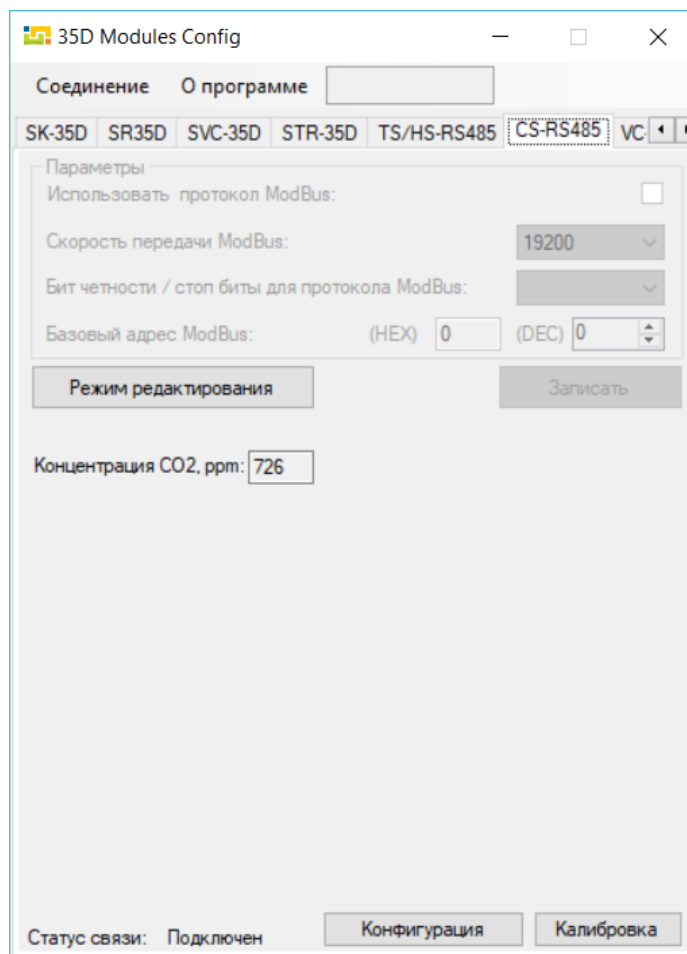 35D Modules Config
Соединение О программе
SK-35D SR35D SVC-35D STR-35D TS/HS-RS485 CS-RS485 VC-
Параметры
Использовать протокол ModBus:
Скорость передачи ModBus: 19200
Бит четности / стоп биты для протокола ModBus:
Базовый адрес ModBus: (HEX) 0 (DEC) 0
Режим редактирования Записать
Концентрация CO2, ppm: 726
Статус связи: Подключен Конфигурация Калибровка